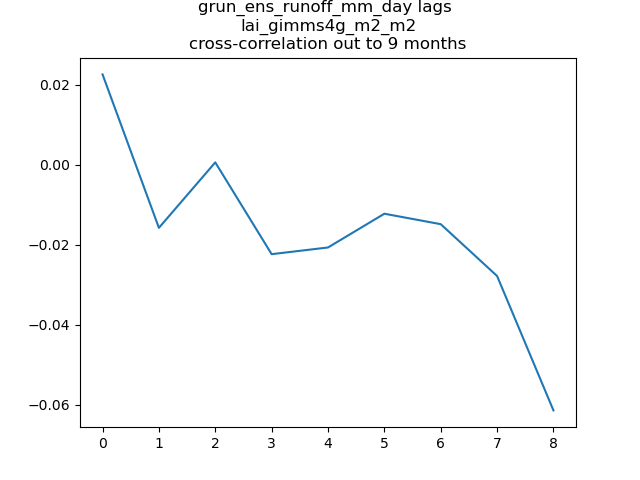 grun_ens_runoff_mm_day lags
lai_gimms4g_m2_m2
cross-correlation out to 9 months
0.02
0.00
−0.02
−0.04
−0.06
0 1 2 3 4 5 6 7 8